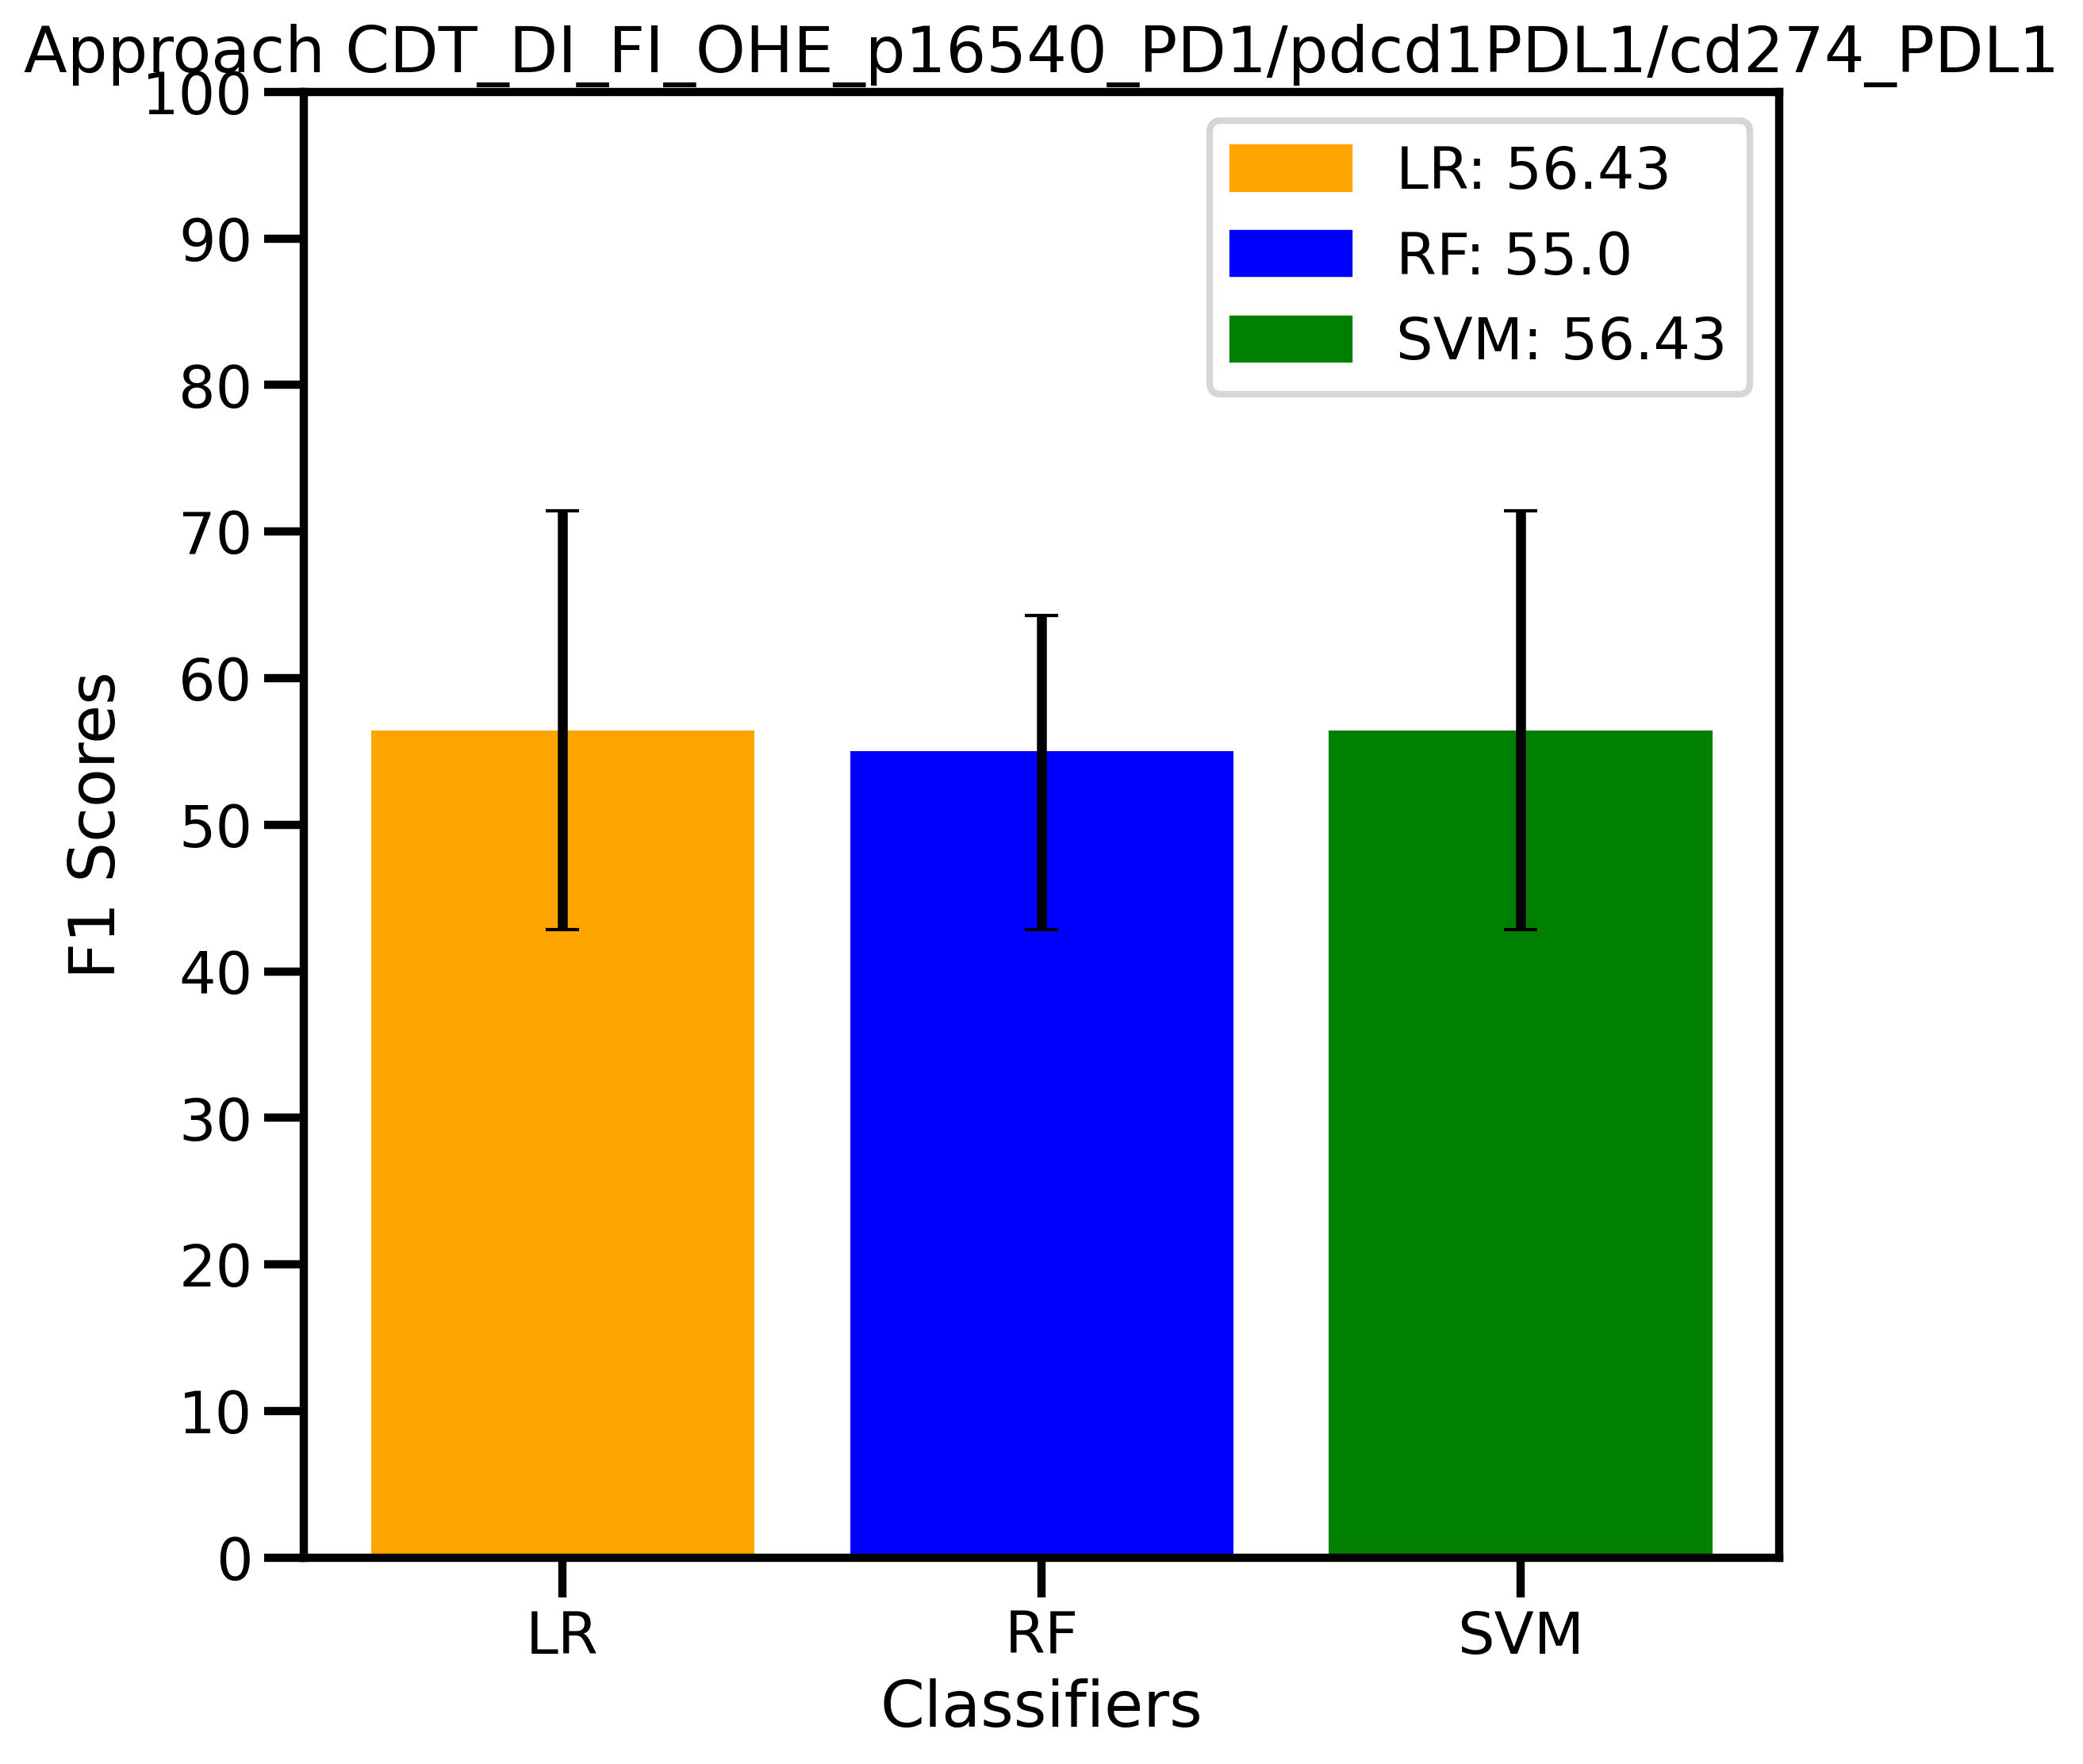 Approach CDT_DI_FI_OHE_p16540_PD1/pdcd1PDL1/cd274_PDL1
100
90
80
70
60
50
40
30
20
10
0
F1 Scores
LR: 56.43
RF: 55.0
SVM: 56.43
LR
RF
SVM
Classifiers